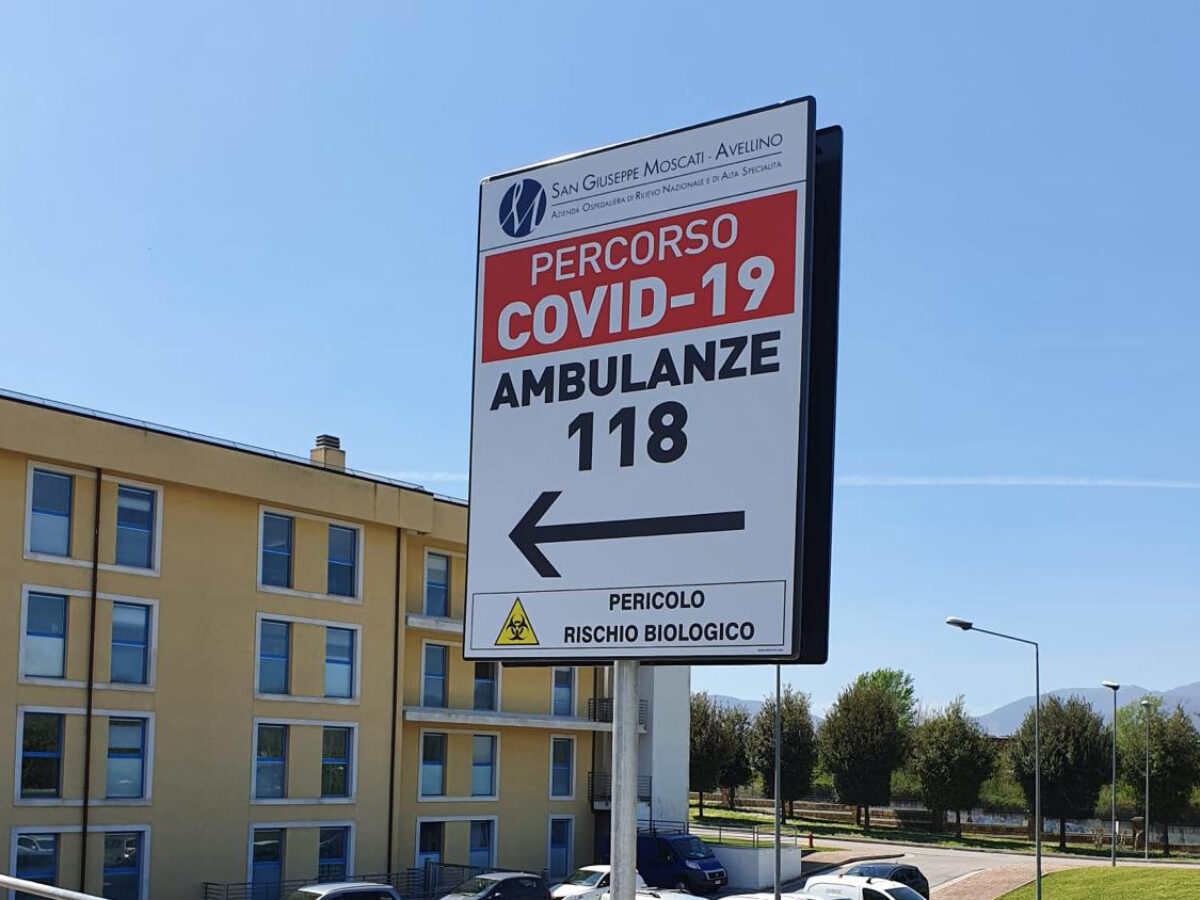 SAN GIUSEPPE MOSCATI - AVELLINO
AZIENDA OSPEDALIERA DI RILIEVO NAZIONALE E DI ALTA SPECIALITÀ
PERCORSO
COVID-19
AMBULANZE
118
PERICOLO
RISCHIO BIOLOGICO